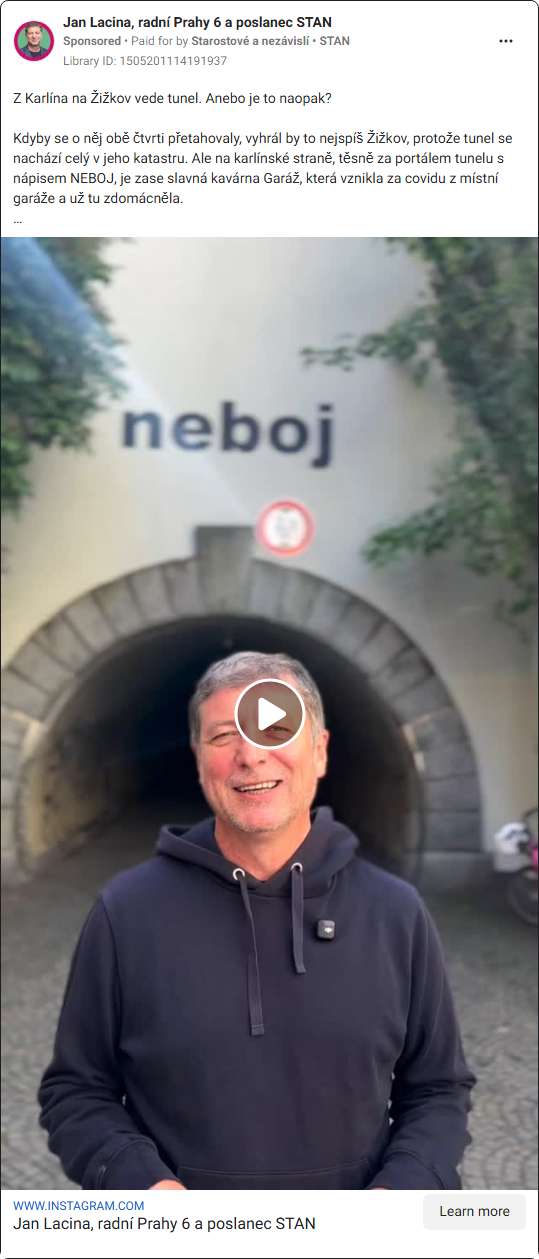 Jan Lacina, radní Prahy 6 a poslanec STAN
Sponsored • Paid for by Starostové a nezávislí • STAN
Library ID: 1505201114191937
Z Karlína na Žižkov vede tunel. Anebo je to naopak?
Kdyby se o něj obě čtvrti přetahovaly, vyhrál by to nejspíš Žižkov, protože tunel se
nachází celý v jeho katastru. Ale na karlínské straně, těsně za portálem tunelu s
nápisem NEBOJ, je zase slavná kavárna Garáž, která vznikla za covidu z místní
garáže a už tu zdomácněla.
...
neboj
WWW.INSTAGRAM.COM
Jan Lacina, radní Prahy 6 a poslanec STAN
Learn more